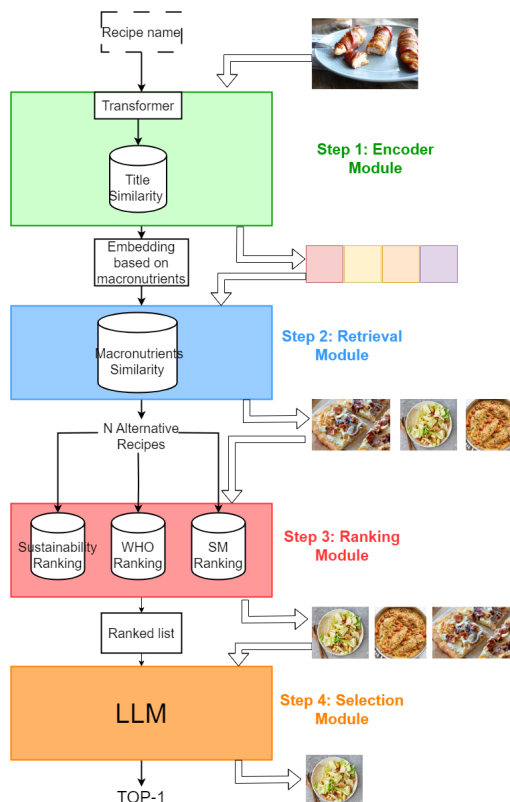 Recipe name
Transformer
Step 1: Encoder
Module
Title
Similarity
Embedding
based on
macronutrients
Step 2: Retrieval
Module
Macronutrients
Similarity
N Alternative
Recipes
Sustainability
Ranking
WHO
Ranking
SM
Ranking
Step 3: Ranking
Module
Ranked list
LLM
Step 4: Selection
Module
TOP-1